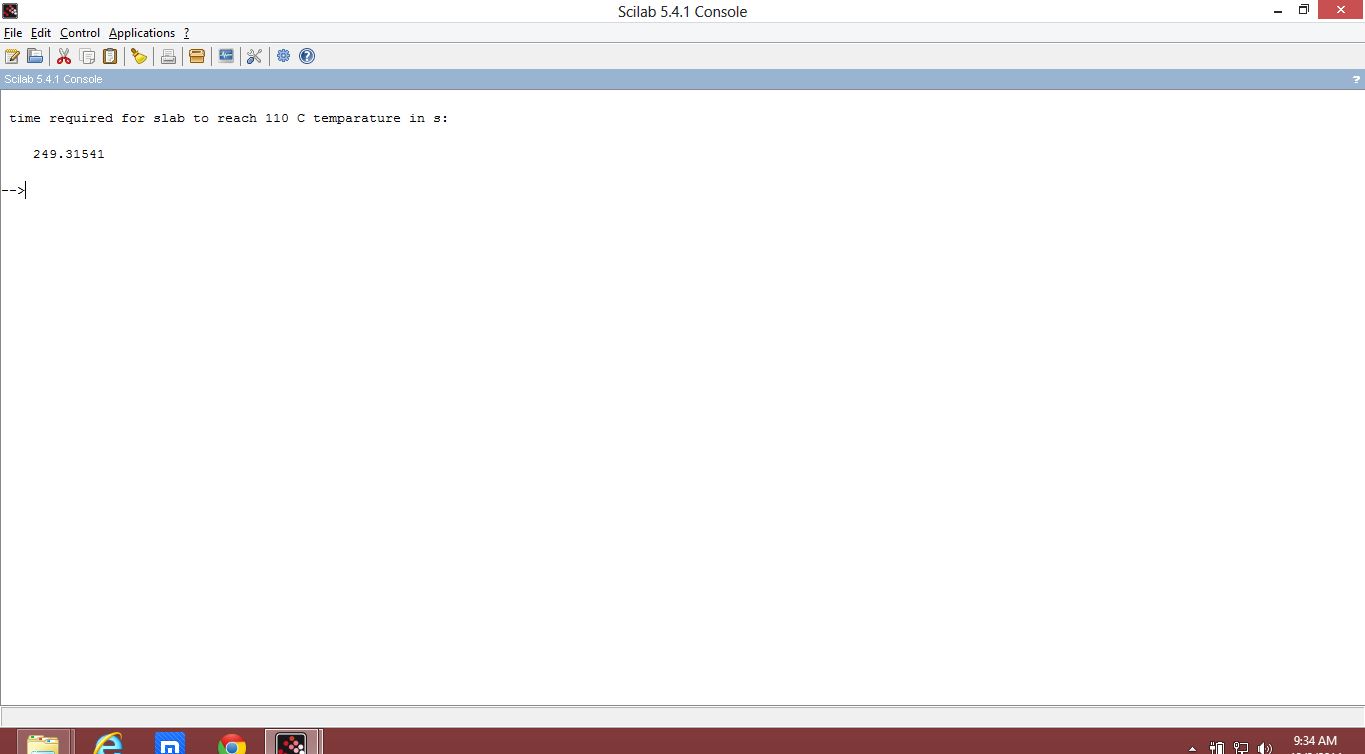 Scilab 5.4.1 Console
File Edit Control Applications ?
Scilab 5.4.1 Console ?
time required for slab to reach 110 C temparature in s:
249.31541
-->
9:34 AM